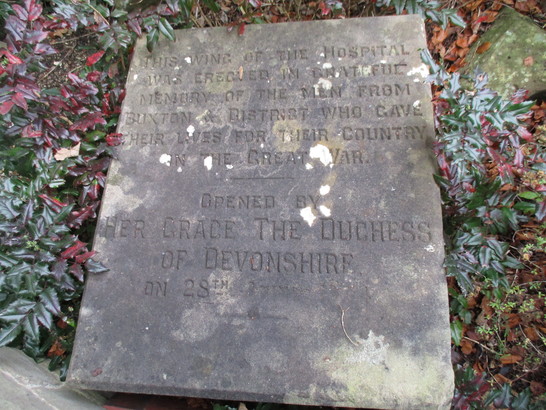 THIS WING OF THE HOSPITAL
WAS ERECTED IN GRATEFUL
MEMORY OF THE MEN FROM
BUXTON & DISTRICT WHO GAVE
THEIR LIVES FOR THEIR COUNTRY
IN THE GREAT WAR.
OPENED BY
HER GRACE THE DUCHESS
OF DEVONSHIRE
ON 28TH